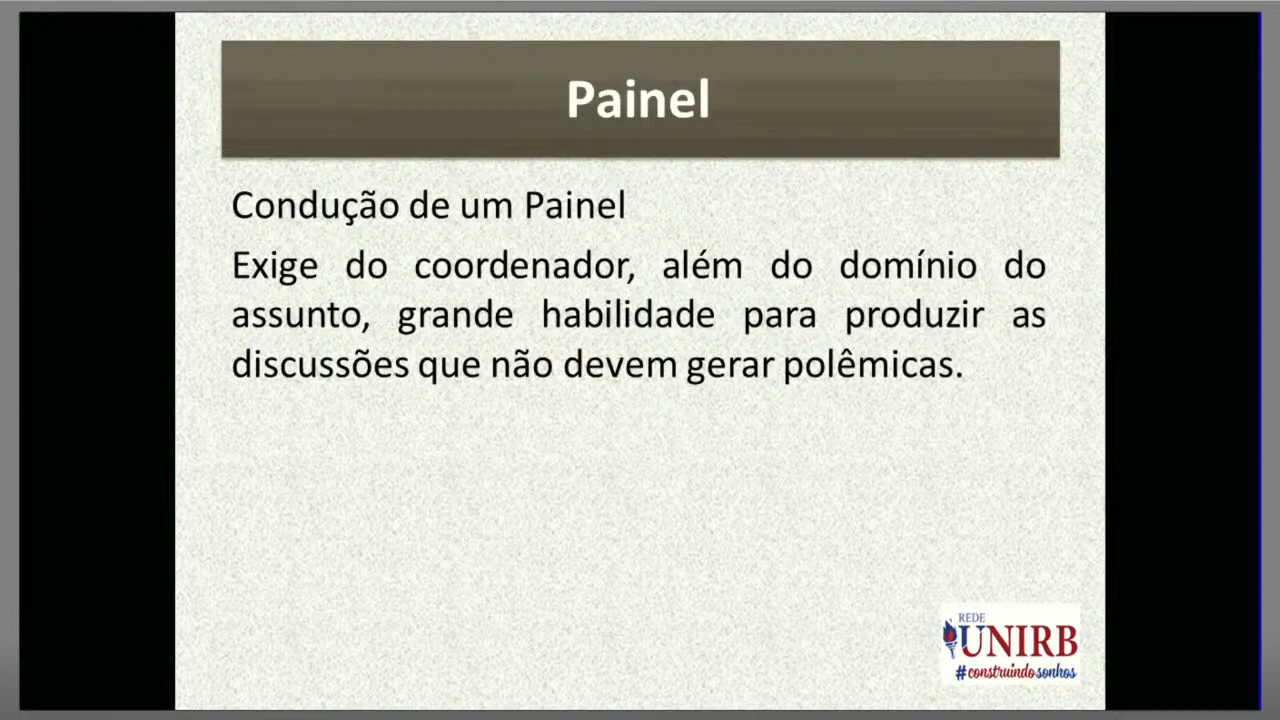 Painel
Condução de um Painel
Exige do coordenador, além do domínio do
assunto, grande habilidade para produzir as
discussões que não devem gerar polêmicas.
REDE
UNIRB
#construindosonhos